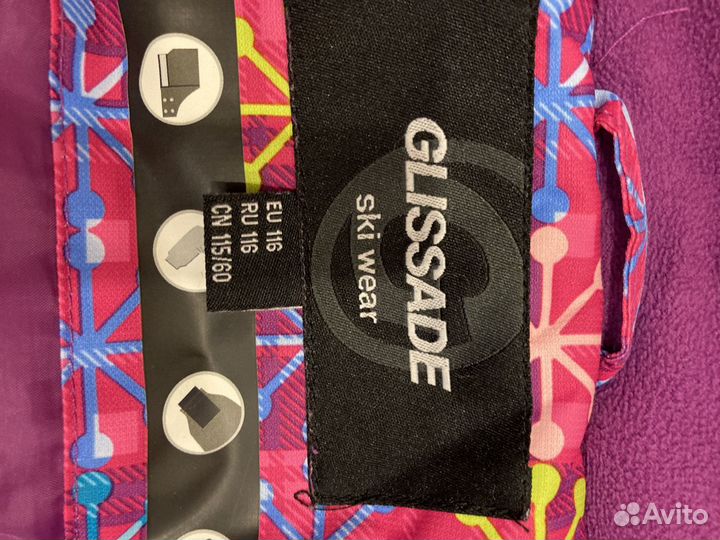 GLISSADE
ski wear
EU 116
RU 116
CN 115/60
Avito